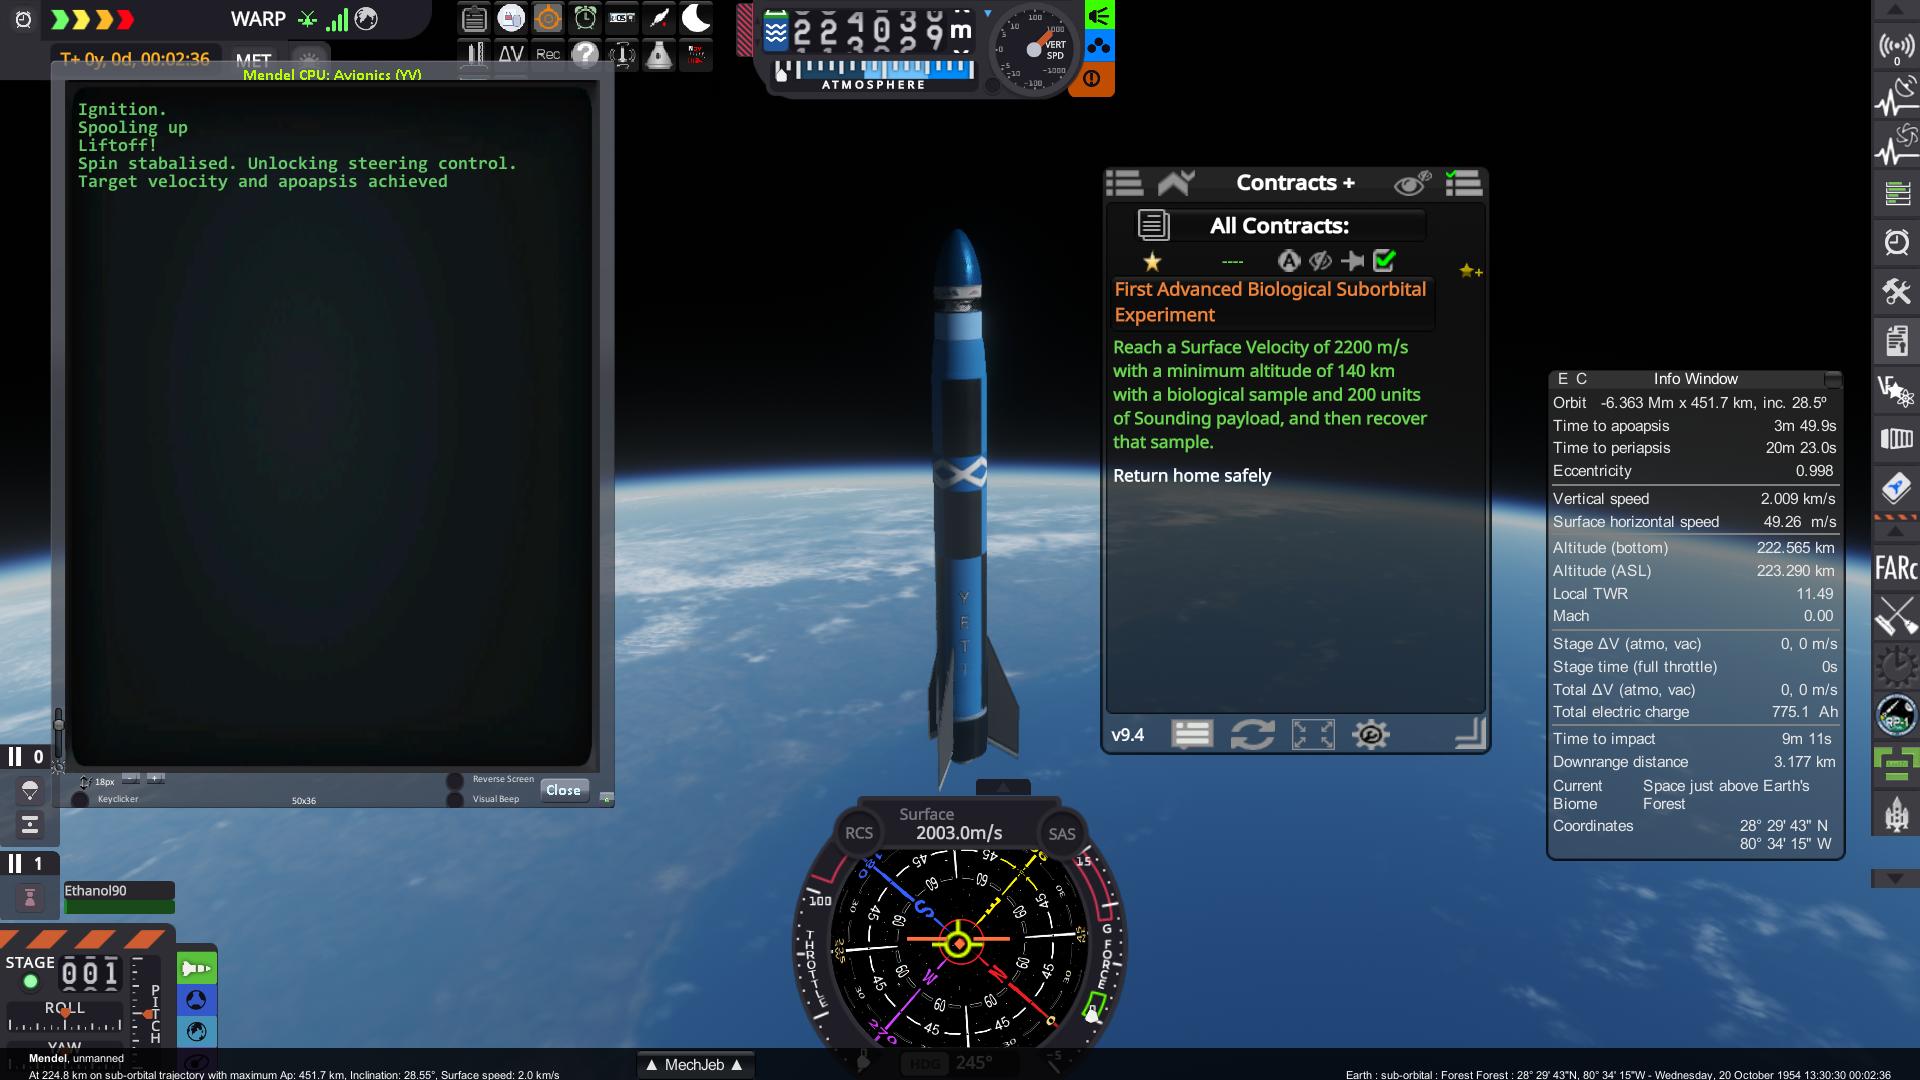 WARP
T+ 0y, 0d, 00:02:36
MET
ΔV
Rec
m
VERT
SPD
ATMOSPHERE
Mendel CPU: Avionics (YV)
Ignition.
Spooling up
Liftoff!
Spin stabalised. Unlocking steering control.
Target velocity and apoapsis achieved
18px
Keyclicker
50x36
Reverse Screen
Visual Beep
Close
Contracts +
All Contracts:
----
First Advanced Biological Suborbital
Experiment
Reach a Surface Velocity of 2200 m/s
with a minimum altitude of 140 km
with a biological sample and 200 units
of Sounding payload, and then recover
that sample.
Return home safely
v9.4
E C Info Window
Orbit -6.363 Mm x 451.7 km, inc. 28.5º
Time to apoapsis 3m 49.9s
Time to periapsis 20m 23.0s
Eccentricity 0.998
Vertical speed 2.009 km/s
Surface horizontal speed 49.26 m/s
Altitude (bottom) 222.565 km
Altitude (ASL) 223.290 km
Local TWR 11.49
Mach 0.00
Stage ΔV (atmo, vac) 0, 0 m/s
Stage time (full throttle) 0s
Total ΔV (atmo, vac) 0, 0 m/s
Total electric charge 775.1 Ah
Time to impact 9m 11s
Downrange distance 3.177 km
Current Biome Space just above Earth's Forest
Coordinates 28° 29' 43" N
80° 34' 15" W
0
FARc
YETI
0
1
Ethanol90
STAGE
001
ROLL
YAW
PITCH
Surface
2003.0m/s
RCS
SAS
THROTTLE
100
G FORCE
15
-5
HDG 245°
▲ MechJeb ▲
Mendel, unmanned
At 224.8 km on sub-orbital trajectory with maximum Ap: 451.7 km, Inclination: 28.55°, Surface speed: 2.0 km/s
Earth : sub-orbital : Forest Forest : 28° 29' 43"N, 80° 34' 15"W - Wednesday, 20 October 1954 13:30:30 00:02:36